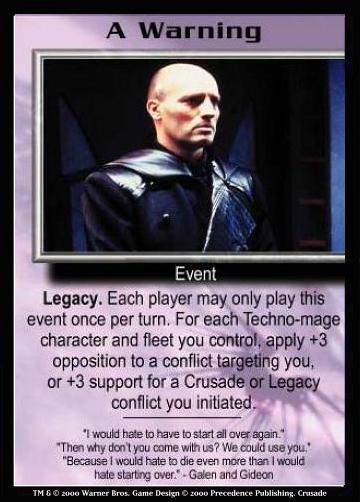 A Warning
Event
Legacy. Each player may only play this
event once per turn. For each Techno-mage
character and fleet you control, apply +3
opposition to a conflict targeting you,
or +3 support for a Crusade or Legacy
conflict you initiated.
"I would hate to have to start all over again."
"Then why don't you come with us? We could use you."
"Because I would hate to die even more than I would
hate starting over." - Galen and Gideon
TM & © 2000 Warner Bros. Game Design © 2000 Precedence Publishing. Crusade